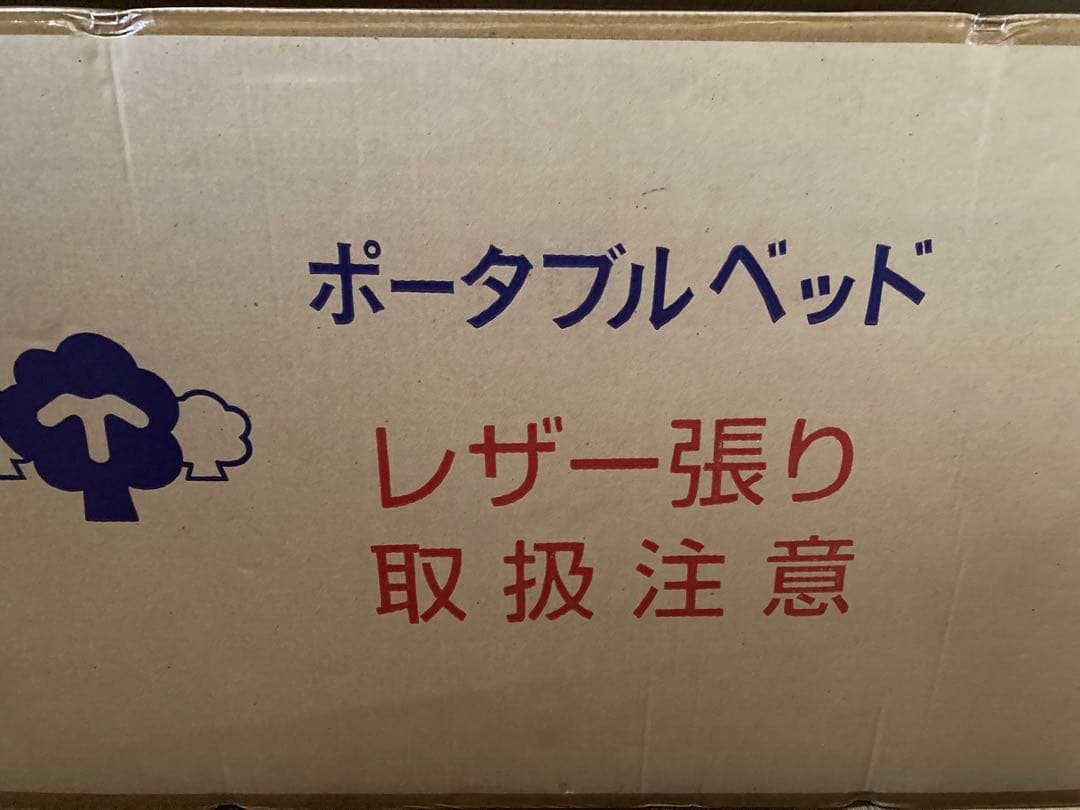 ポータブルベッド
レザー張り
取扱注意